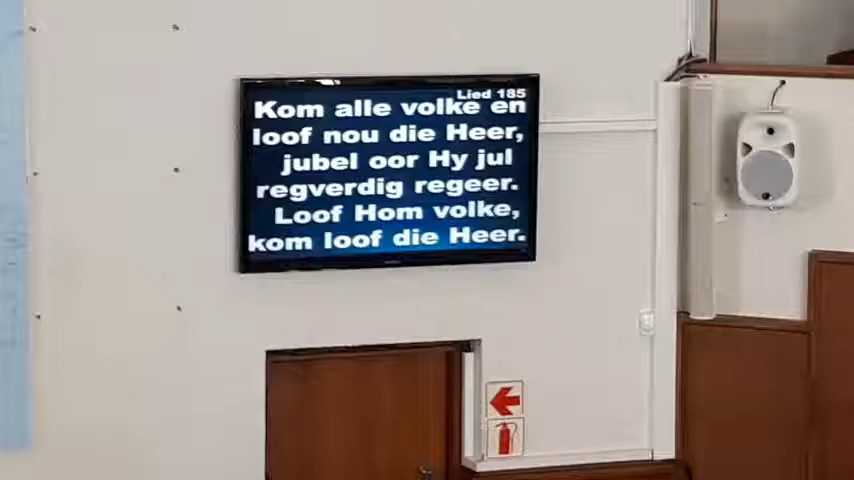 Lied 185
Kom alle volke en
loof nou die Heer,
jubel oor Hy jul
regverdig regeer.
Loof Hom volke,
kom loof die Heer.